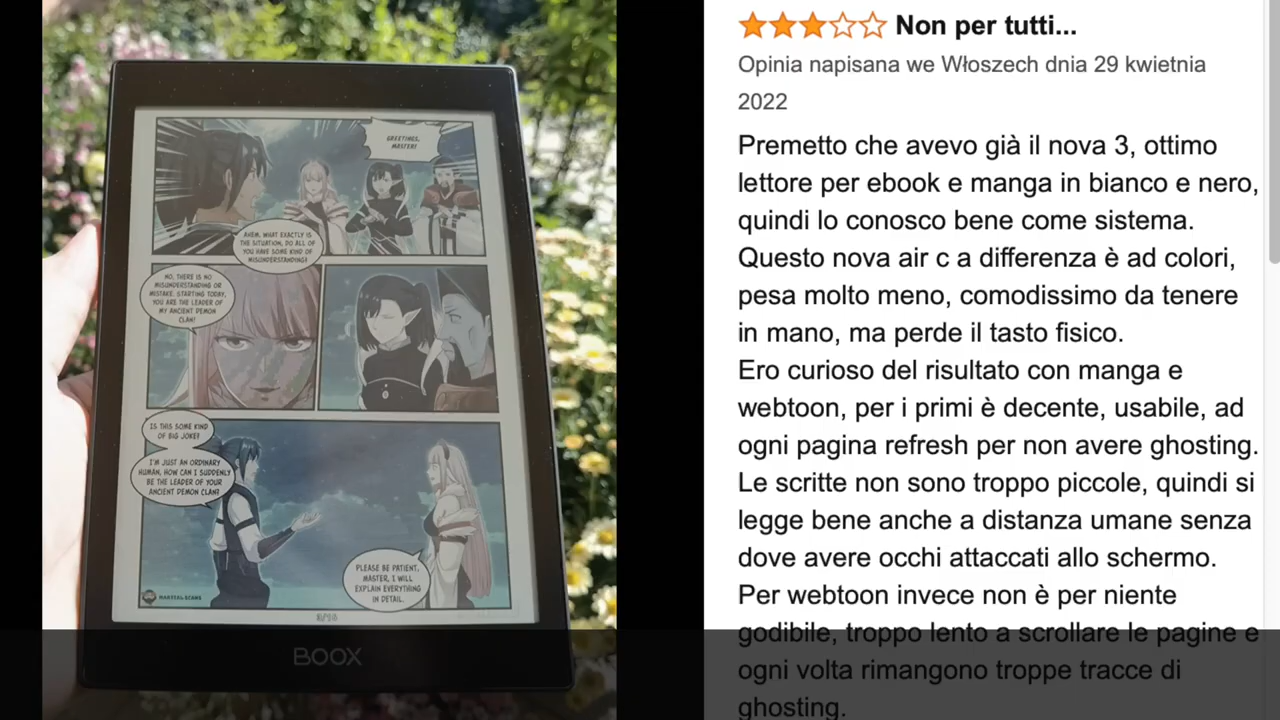 GREETINGS,
MASTER!
AHEM, WHAT EXACTLY IS
THE SITUATION, DO ALL OF
YOU HAVE SOME KIND OF
MISUNDERSTANDING?
NO, THERE IS NO
MISUNDERSTANDING OR
MISTAKE. STARTING TODAY,
YOU ARE THE LEADER OF
MY ANCIENT DEMON
CLAN!
IS THIS SOME KIND
OF BIG JOKE?
I'M JUST AN ORDINARY
HUMAN, HOW CAN I SUDDENLY
BE THE LEADER OF YOUR
ANCIENT DEMON CLAN?
PLEASE BE PATIENT,
MASTER, I WILL
EXPLAIN EVERYTHING
IN DETAIL.
MARTIAL SCANS
BOOX
Non per tutti...
Opinia napisana we Włoszech dnia 29 kwietnia
2022
Premetto che avevo già il nova 3, ottimo
lettore per ebook e manga in bianco e nero,
quindi lo conosco bene come sistema.
Questo nova air c a differenza è ad colori,
pesa molto meno, comodissimo da tenere
in mano, ma perde il tasto fisico.
Ero curioso del risultato con manga e
webtoon, per i primi è decente, usabile, ad
ogni pagina refresh per non avere ghosting.
Le scritte non sono troppo piccole, quindi si
legge bene anche a distanza umane senza
dove avere occhi attaccati allo schermo.
Per webtoon invece non è per niente
godibile, troppo lento a scrollare le pagine e
ogni volta rimangono troppe tracce di
ghosting.